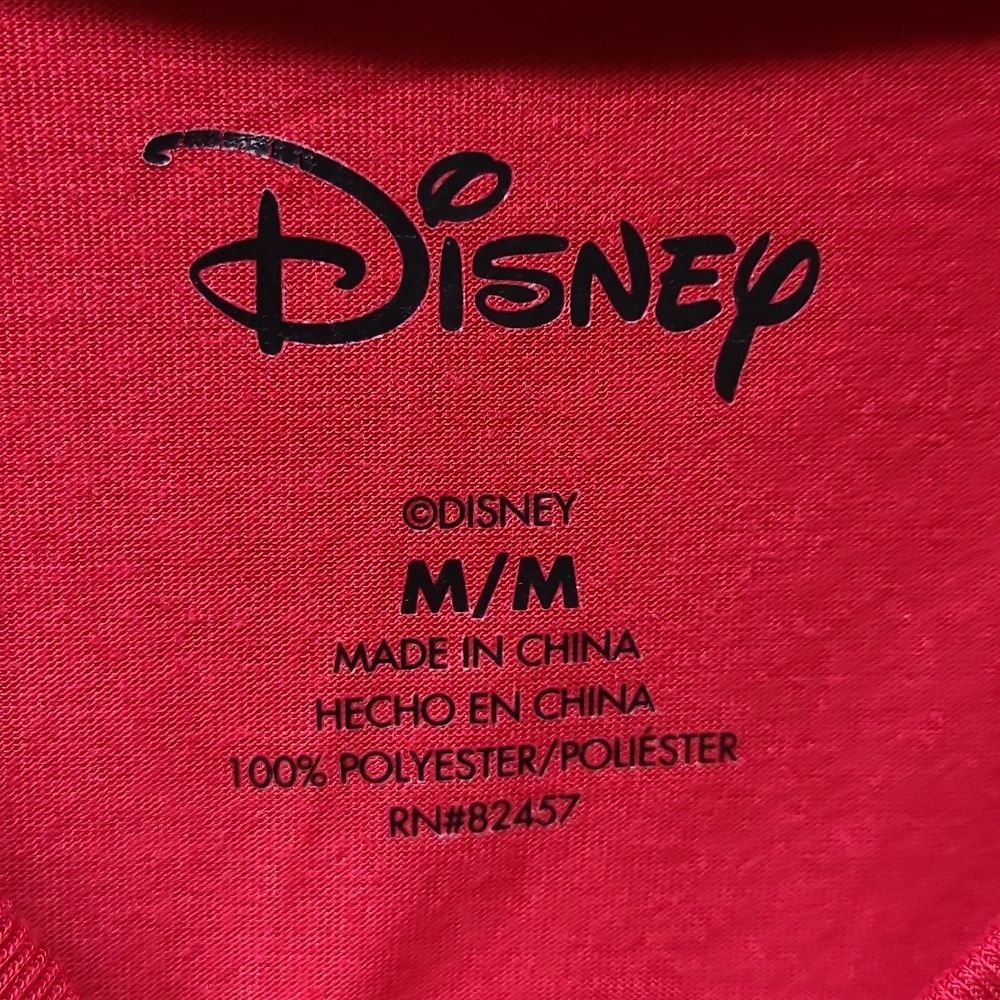 DISNEY
©DISNEY
M/M
MADE IN CHINA
HECHO EN CHINA
100% POLYESTER/POLIÉSTER
RN#82457